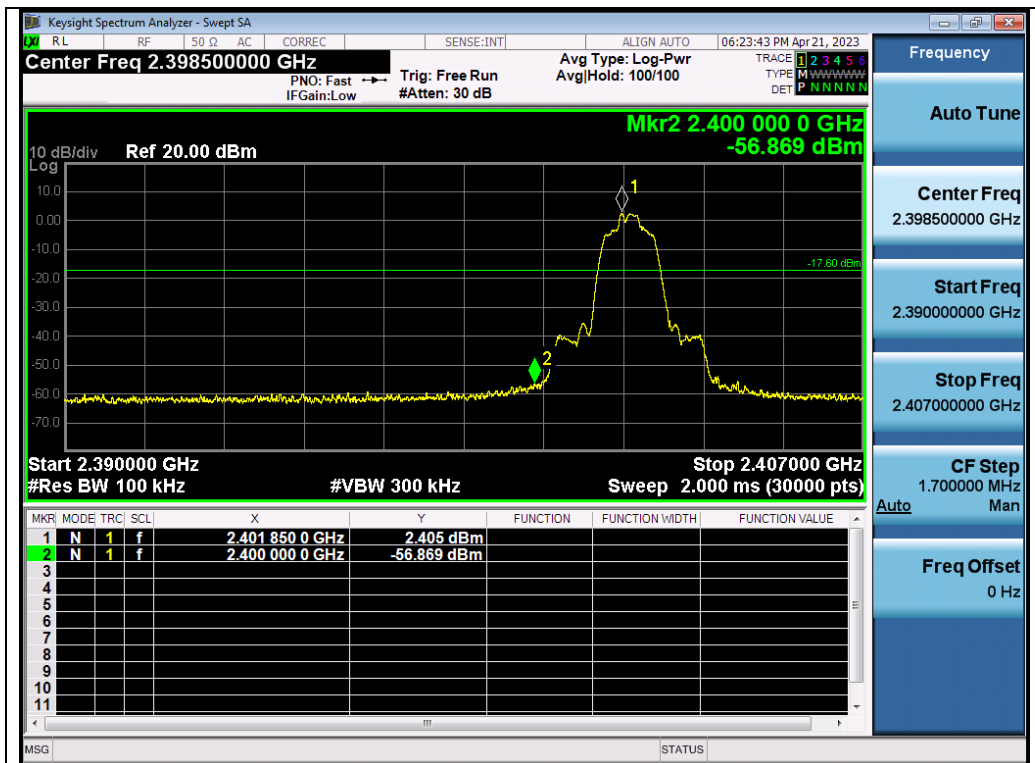 Keysight Spectrum Analyzer - Swept SA
LXI RL RF 50 Ω AC CORREC SENSE:INT ALIGN AUTO 06:23:43 PM Apr 21, 2023
Center Freq 2.398500000 GHz
PNO: Fast
IFGain:Low
Trig: Free Run
#Atten: 30 dB
Avg Type: Log-Pwr
Avg|Hold: 100/100
TRACE 1 2 3 4 5 6
TYPE M WWWWW
DET P N N N N N
Mkr2 2.400 000 0 GHz
-56.869 dBm
10 dB/div Ref 20.00 dBm
Log
10.0
0.00
-10.0
-20.0
-30.0
-40.0
-50.0
-60.0
-70.0
1
-17.60 dBm
2
Start 2.390000 GHz Stop 2.407000 GHz
#Res BW 100 kHz #VBW 300 kHz Sweep 2.000 ms (30000 pts)
MKR MODE TRC SCL X Y FUNCTION FUNCTION WIDTH FUNCTION VALUE
1 N 1 f 2.401 850 0 GHz 2.405 dBm
2 N 1 f 2.400 000 0 GHz -56.869 dBm
3
4
5
6
7
8
9
10
11
MSG STATUS
Frequency
Auto Tune
Center Freq
2.398500000 GHz
Start Freq
2.390000000 GHz
Stop Freq
2.407000000 GHz
CF Step
1.700000 MHz
Auto Man
Freq Offset
0 Hz